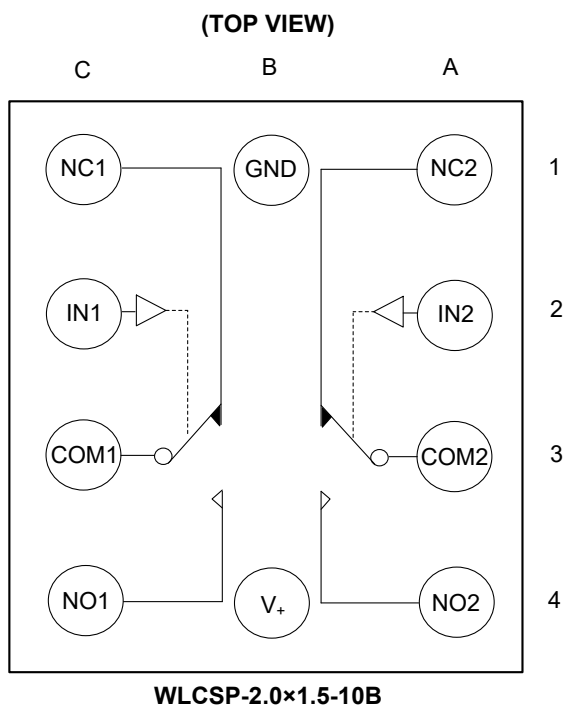 (TOP VIEW)
C B A
NC1 GND NC2 1
IN1 IN2 2
COM1 COM2 3
NO1 V+ NO2 4
WLCSP-2.0×1.5-10B